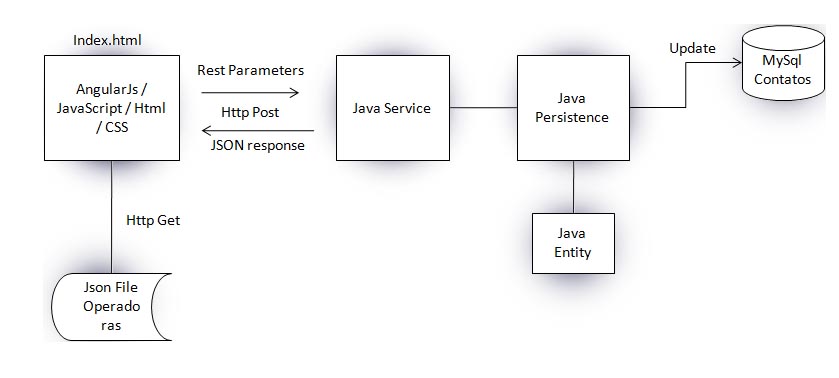 Index.html
AngularJs /
JavaScript / Html
/ CSS
Rest Parameters
Http Post
JSON response
Java Service
Java
Persistence
Update
MySql
Contatos
Http Get
Java
Entity
Json File
Operado
ras